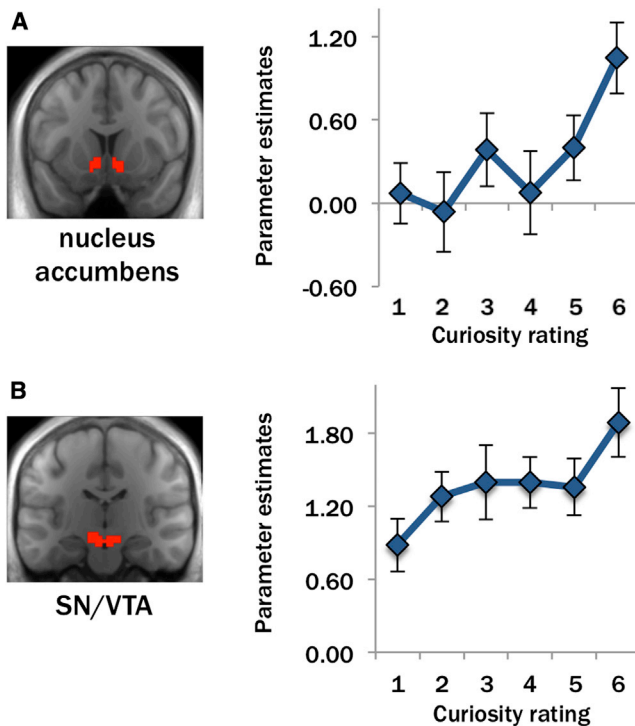 A
nucleus
accumbens
Parameter estimates
1.20
0.60
0.00
-0.60
1 2 3 4 5 6
Curiosity rating
B
SN/VTA
Parameter estimates
1.80
1.20
0.60
0.00
1 2 3 4 5 6
Curiosity rating